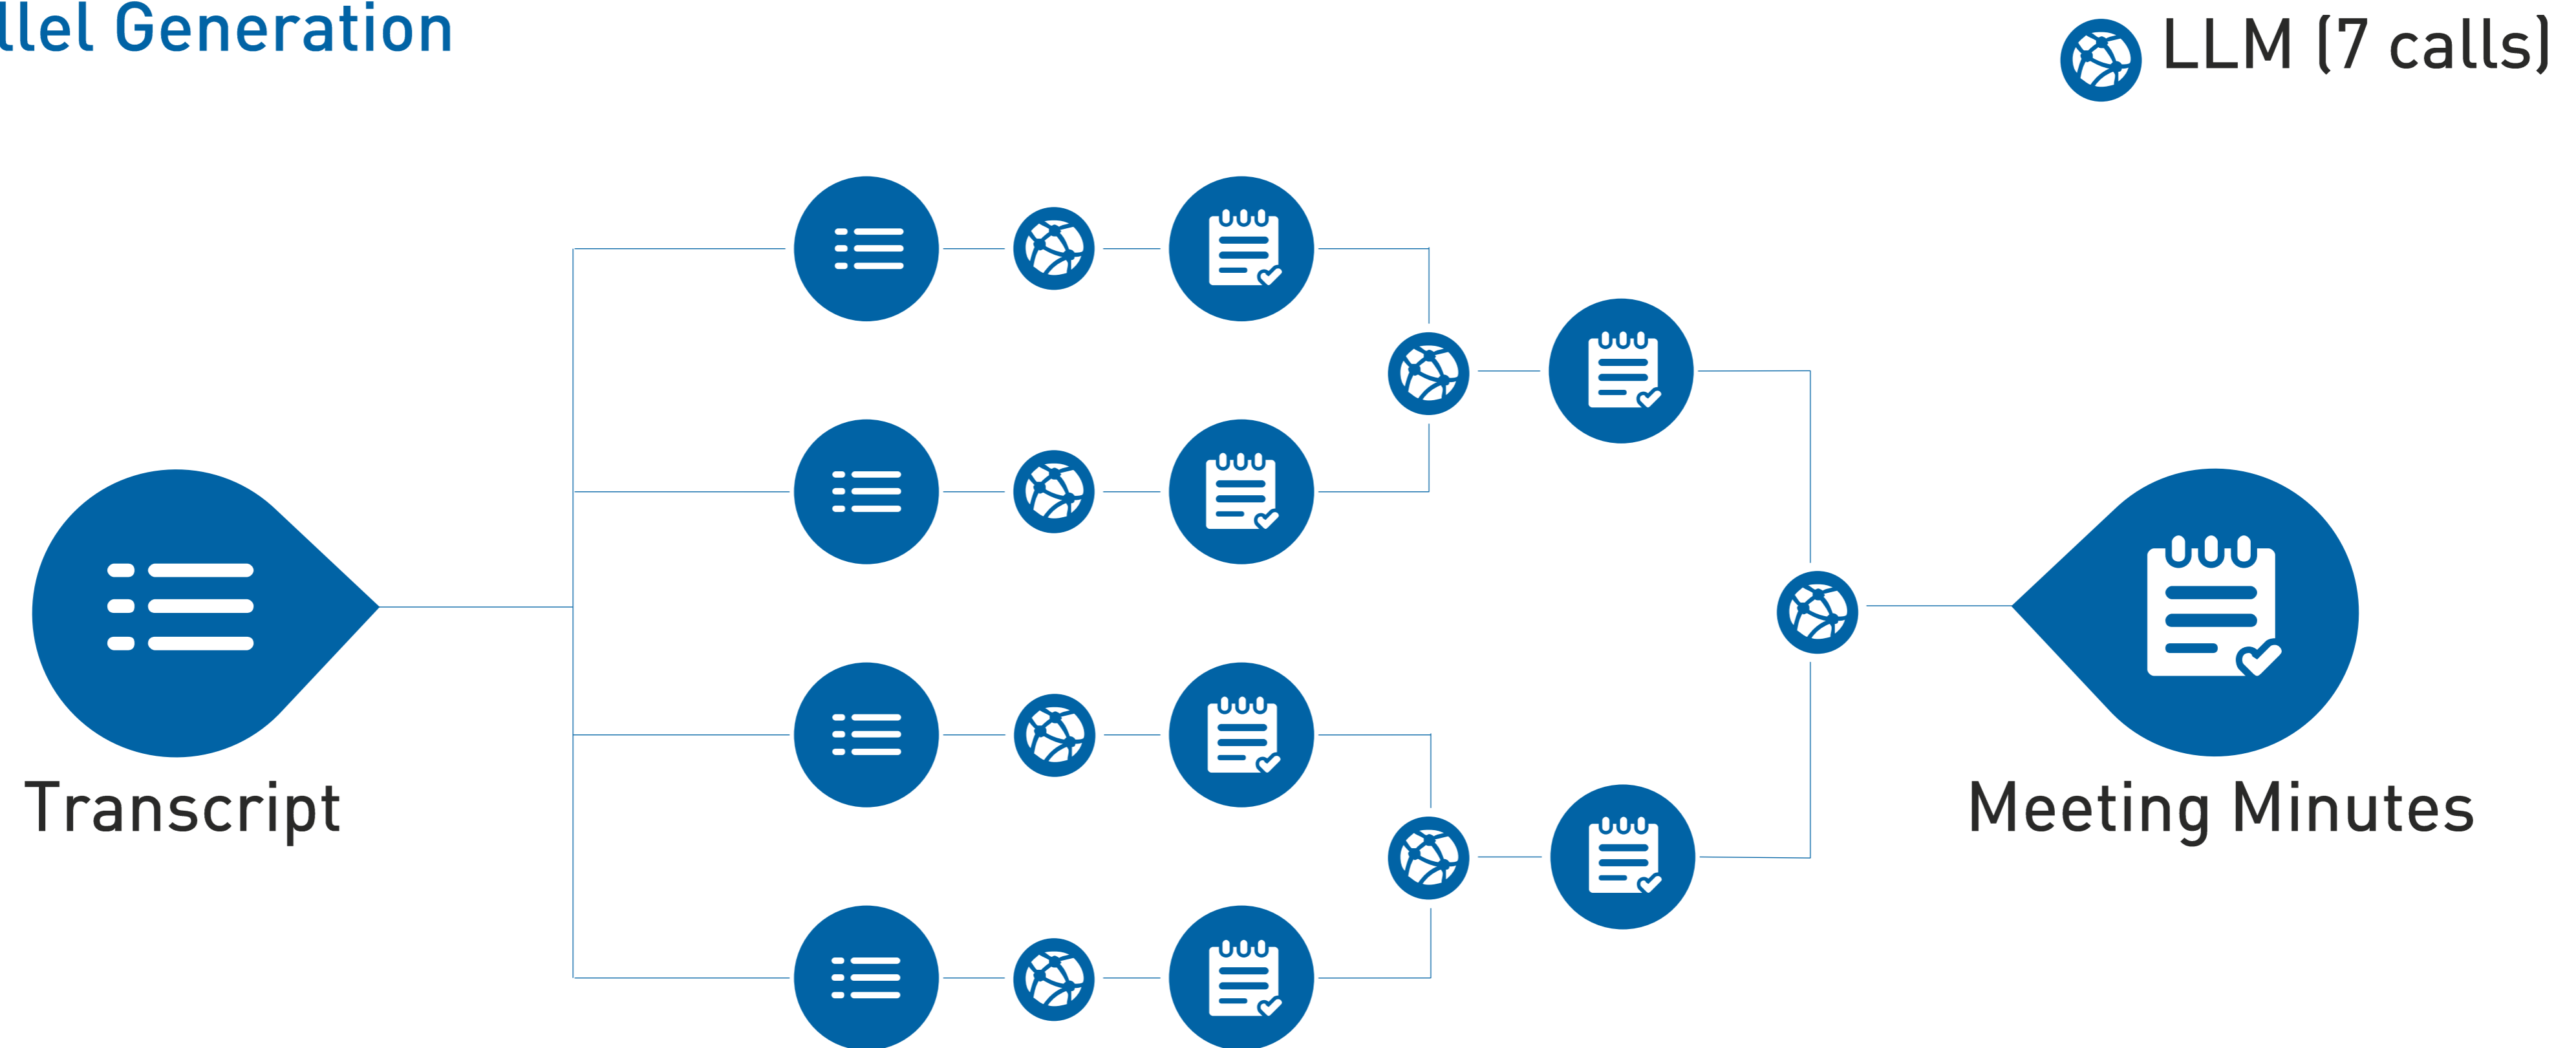 llel Generation
LLM (7 calls)
Transcript
Meeting Minutes